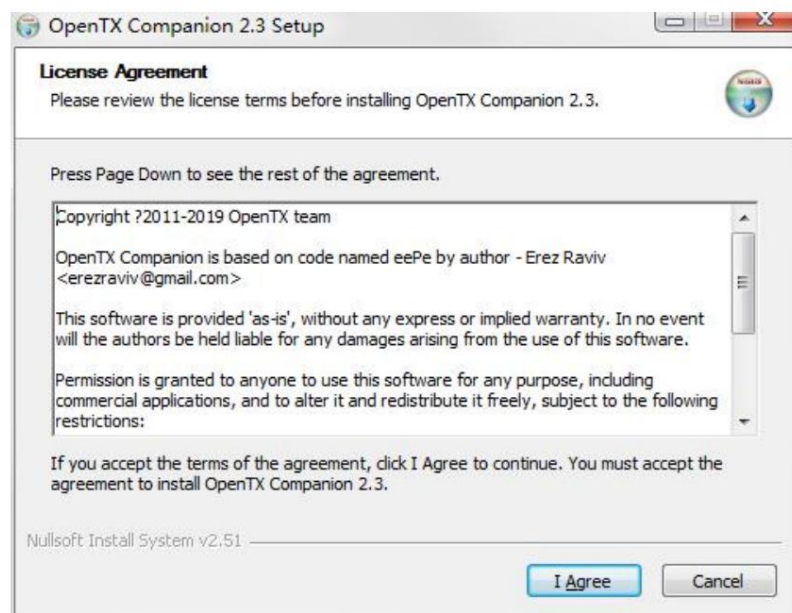 OpenTX Companion 2.3 Setup
License Agreement
Please review the license terms before installing OpenTX Companion 2.3.
Press Page Down to see the rest of the agreement.
Copyright ?2011-2019 OpenTX team
OpenTX Companion is based on code named eePe by author - Erez Raviv
<erezraviv@gmail.com>
This software is provided 'as-is', without any express or implied warranty. In no event
will the authors be held liable for any damages arising from the use of this software.
Permission is granted to anyone to use this software for any purpose, including
commercial applications, and to alter it and redistribute it freely, subject to the following
restrictions:
If you accept the terms of the agreement, click I Agree to continue. You must accept the
agreement to install OpenTX Companion 2.3.
Nullsoft Install System v2.51
I Agree
Cancel